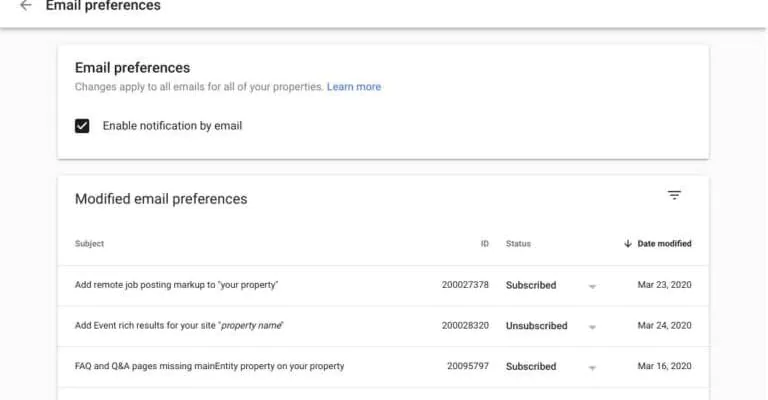 Email preferences
Email preferences
Changes apply to all emails for all of your properties. Learn more
Enable notification by email
Modified email preferences
Subject ID Status Date modified
Add remote job posting markup to "your property" 200027378 Subscribed Mar 23, 2020
Add Event rich results for your site "property name" 200028320 Unsubscribed Mar 24, 2020
FAQ and Q&A pages missing mainEntity property on your property 20095797 Subscribed Mar 16, 2020